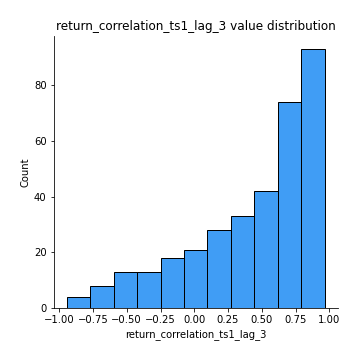 return_correlation_ts1_lag_3 value distribution
Count
80
60
40
20
0
−1.00 −0.75 −0.50 −0.25 0.00 0.25 0.50 0.75 1.00
return_correlation_ts1_lag_3